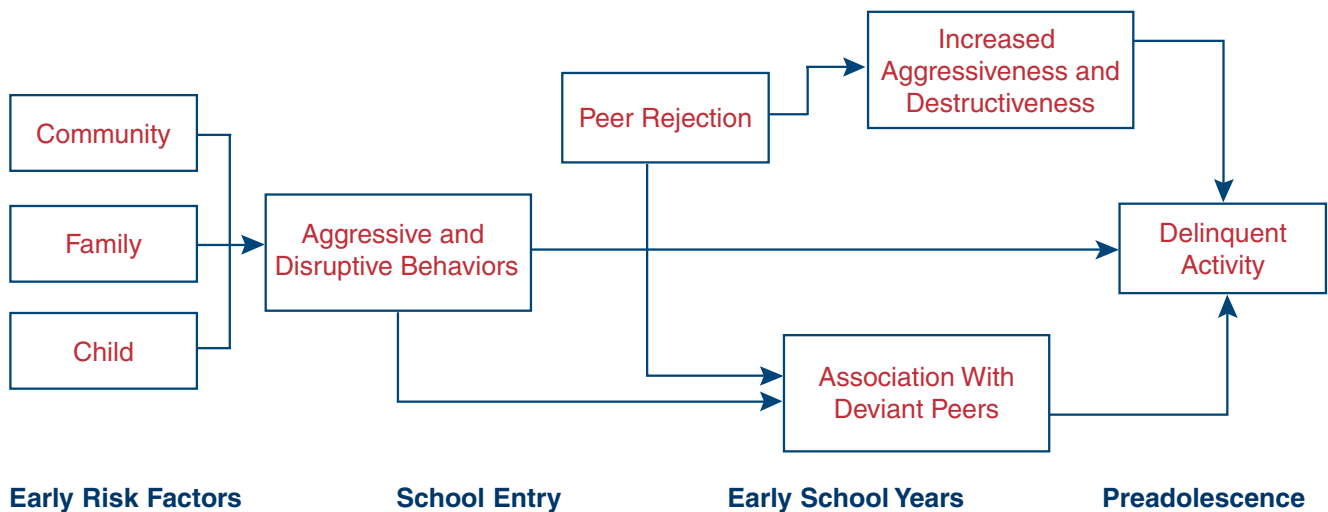 Community
Family
Child
Aggressive and
Disruptive Behaviors
Peer Rejection
Increased
Aggressiveness and
Destructiveness
Association With
Deviant Peers
Delinquent
Activity
Early Risk Factors
School Entry
Early School Years
Preadolescence